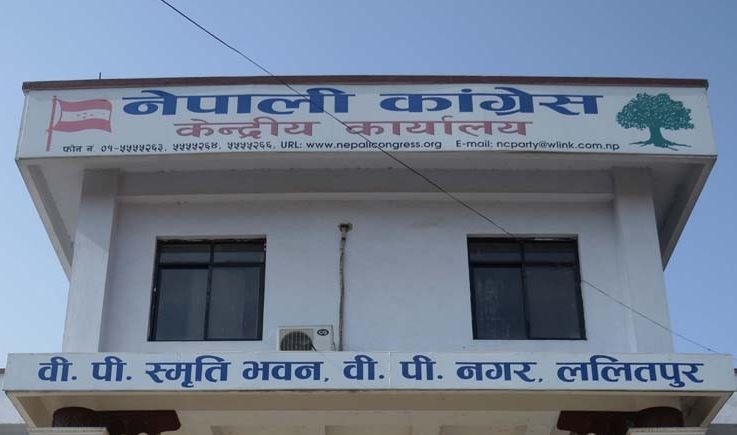 नेपाली कांग्रेस
केन्द्रीय कार्यालय
फोन नं ०१-५५५५२६३, ५५५५२६४, ५५५५२६६, URL: www.nepalicongress.org E-mail: ncparty@wlink.com.np
वी. पी. स्मृति भवन, वी. पी. नगर, ललितपुर